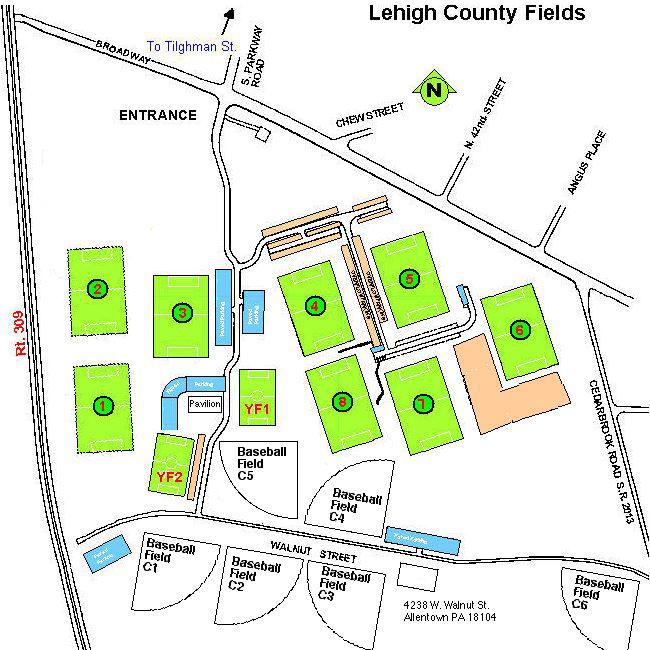 Lehigh County Fields
To Tilghman St.
BROADWAY
S. PARKWAY
ROAD
N
ENTRANCE
CHEW STREET
N. 42nd. STREET
ANGUS PLACE
Rt. 309
2
3
4
5
6
1
8
YF1
YF2
Parking
Pavilion
Baseball
Field
C5
Baseball
Field
C4
WALNUT STREET
Baseball
Field
C1
Baseball
Field
C2
Baseball
Field
C3
Baseball
Field
C6
CEDARBROOK ROAD S.R. 2013
4238 W. Walnut St.
Allentown PA 18104